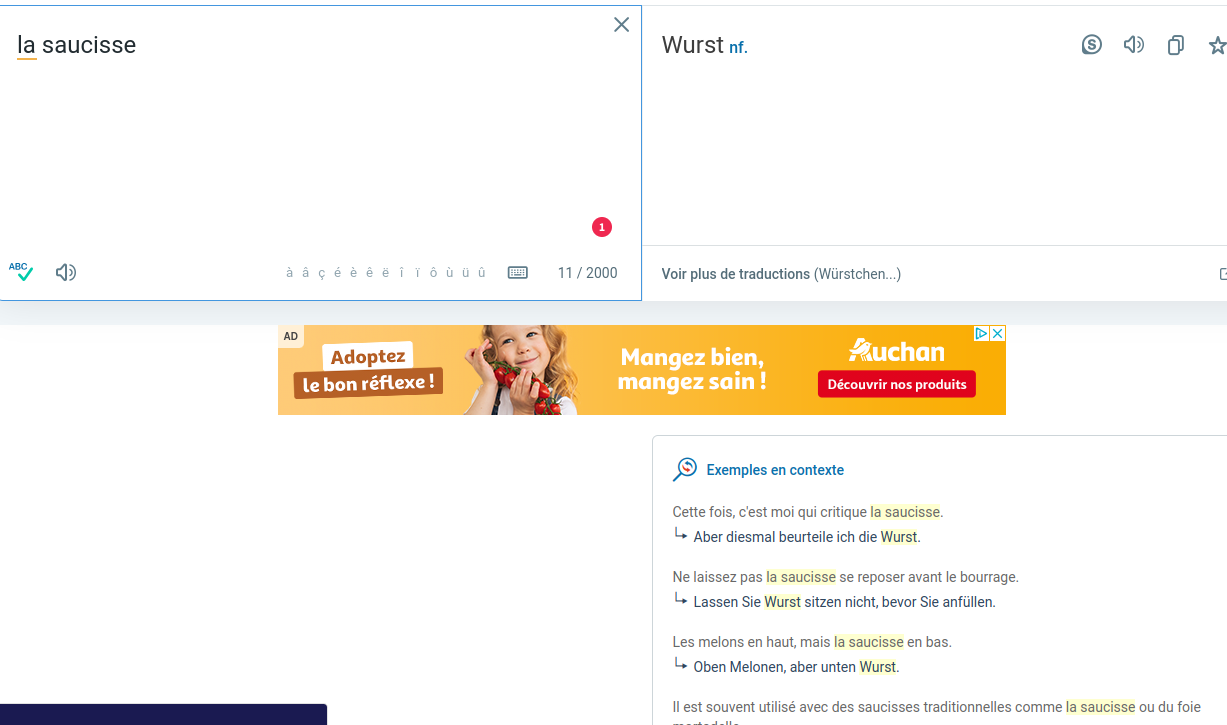 la saucisse
Wurst nf.
1
ABC
à â ç é è ê ë î ï ô ù ü û
11 / 2000
Voir plus de traductions (Würstchen...)
AD
Adoptez
le bon réflexe !
Mangez bien,
mangez sain !
Auchan
Découvrir nos produits
Exemples en contexte
Cette fois, c'est moi qui critique la saucisse.
Aber diesmal beurteile ich die Wurst.
Ne laissez pas la saucisse se reposer avant le bourrage.
Lassen Sie Wurst sitzen nicht, bevor Sie anfüllen.
Les melons en haut, mais la saucisse en bas.
Oben Melonen, aber unten Wurst.
Il est souvent utilisé avec des saucisses traditionnelles comme la saucisse ou du foie